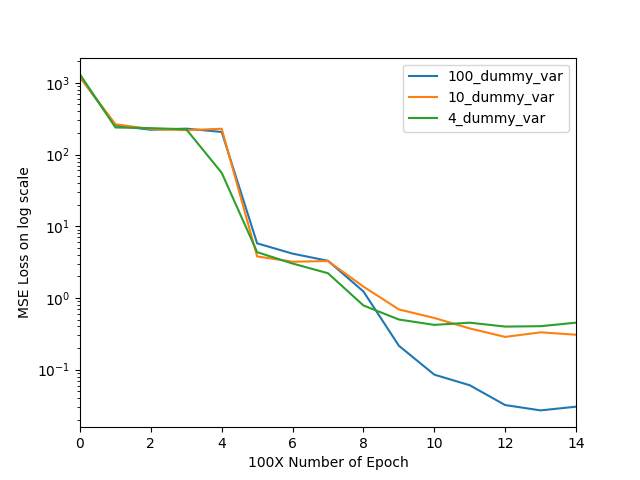 100_dummy_var
10_dummy_var
4_dummy_var
MSE Loss on log scale
10³
10²
10¹
10⁰
10⁻¹
0 2 4 6 8 10 12 14
100X Number of Epoch